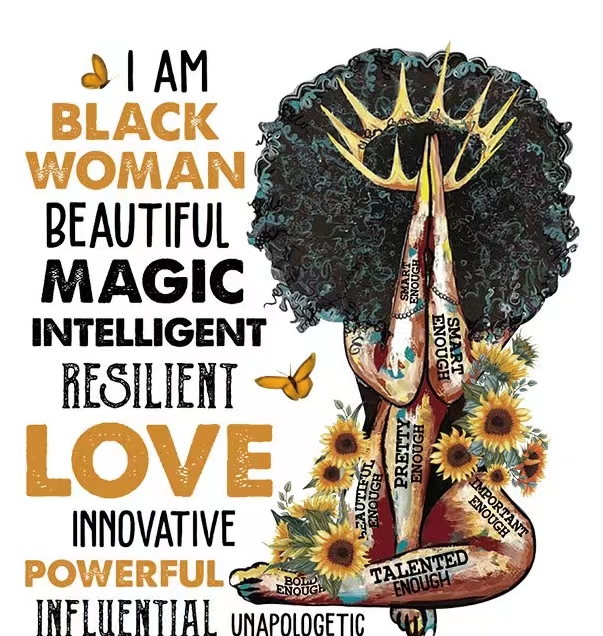 I AM
BLACK
WOMAN
BEAUTIFUL
MAGIC
INTELLIGENT
RESILIENT
LOVE
INNOVATIVE
POWERFUL
INFLUENTIAL UNAPOLOGETIC
SMART
ENOUGH
SMART
ENOUGH
PRETTY
ENOUGH
BEAUTIFUL
ENOUGH
IMPORTANT
ENOUGH
TALENTED
ENOUGH
BOLD
ENOUGH